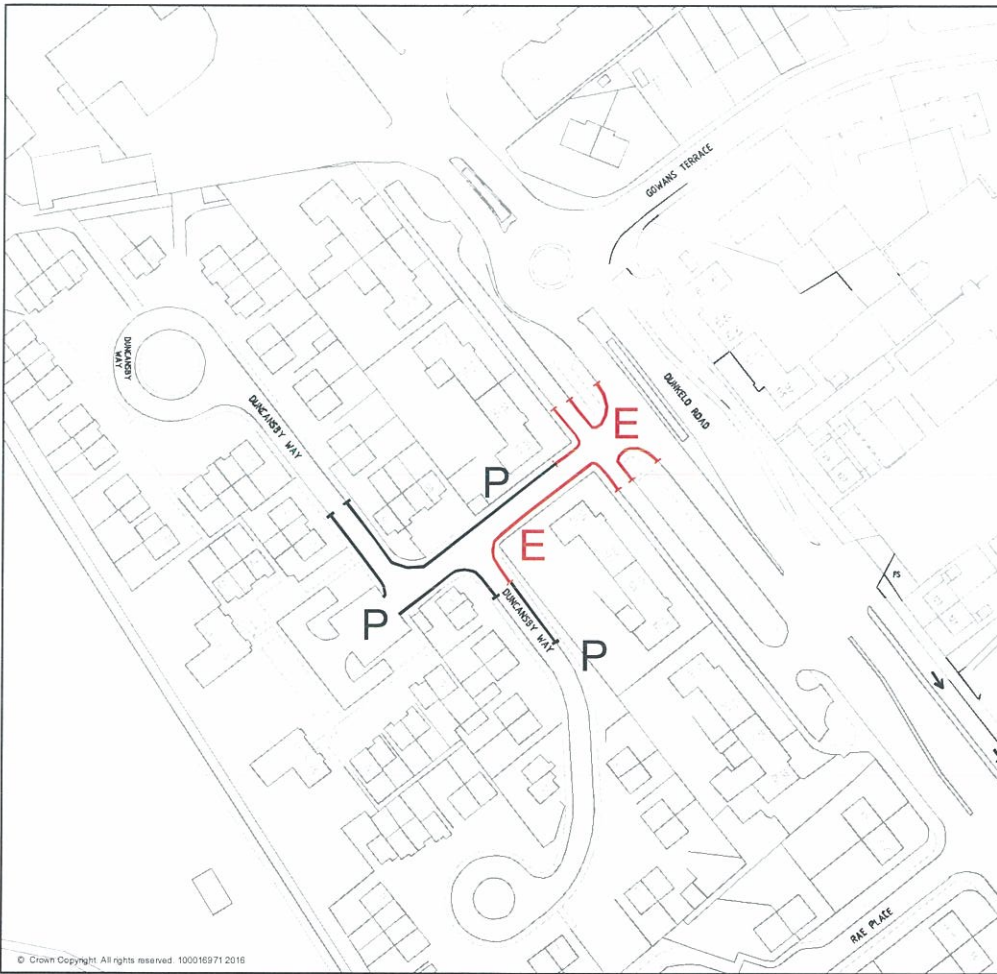 GOWANS TERRACE
DUNCANSBY
WAY
DUNKELD ROAD
DUNCANSBY WAY
E
P
E
P
DUNCANSBY WAY
P
PS
RAE PLACE
© Crown Copyright. All rights reserved. 100016971 2016